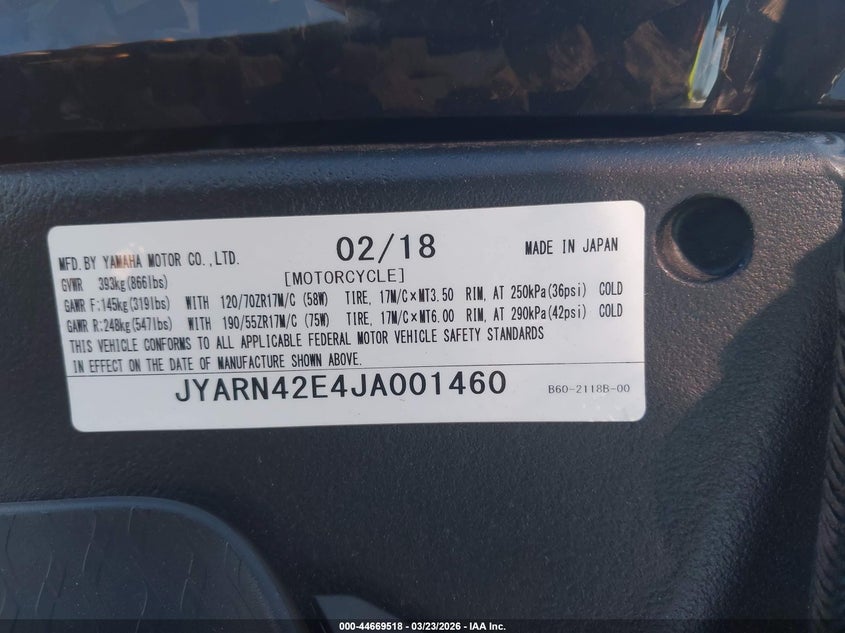 MFD. BY YAMAHA MOTOR CO., LTD. 02/18 MADE IN JAPAN
GVWR 393kg(866lbs) [MOTORCYCLE]
GAWR F:145kg(319lbs) WITH 120/70ZR17M/C (58W) TIRE, 17M/C×MT3.50 RIM, AT 250kPa(36psi) COLD
GAWR R:248kg(547lbs) WITH 190/55ZR17M/C (75W) TIRE, 17M/C×MT6.00 RIM, AT 290kPa(42psi) COLD
THIS VEHICLE CONFORMS TO ALL APPLICABLE FEDERAL MOTOR VEHICLE SAFETY STANDARDS
IN EFFECT ON THE DATE OF MANUFACTURE SHOWN ABOVE.
JYARN42E4JA001460 B60-2118B-00
000-44669518 - 03/23/2026 - IAA Inc.